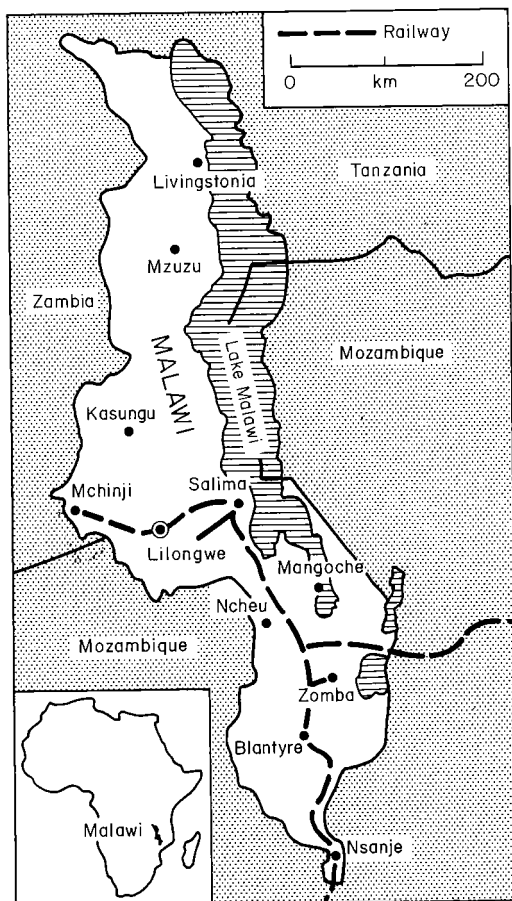 Railway
0 km 200
Livingstonia
Tanzania
Mzuzu
Zambia
MALAWI
Lake Malawi
Mozambique
Kasungu
Mchinji
Salima
Lilongwe
Mangoche
Ncheu
Mozambique
Zomba
Blantyre
Malawi
Nsanje